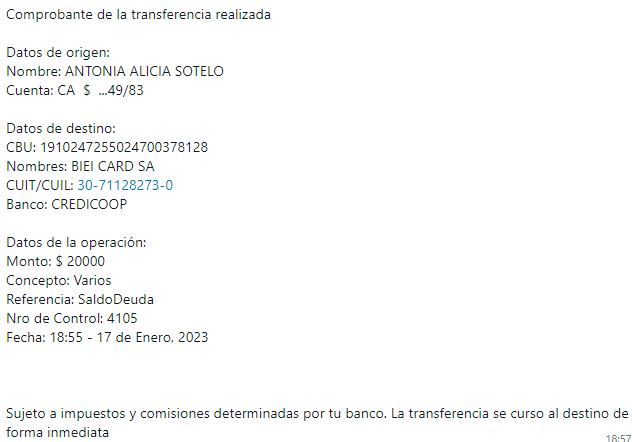 Comprobante de la transferencia realizada
Datos de origen:
Nombre: ANTONIA ALICIA SOTELO
Cuenta: CA $ ...49/83
Datos de destino:
CBU: 1910247255024700378128
Nombres: BIEI CARD SA
CUIT/CUIL: 30-71128273-0
Banco: CREDICOOP
Datos de la operación:
Monto: $ 20000
Concepto: Varios
Referencia: SaldoDeuda
Nro de Control: 4105
Fecha: 18:55 - 17 de Enero, 2023
Sujeto a impuestos y comisiones determinadas por tu banco. La transferencia se curso al destino de
forma inmediata
18:57